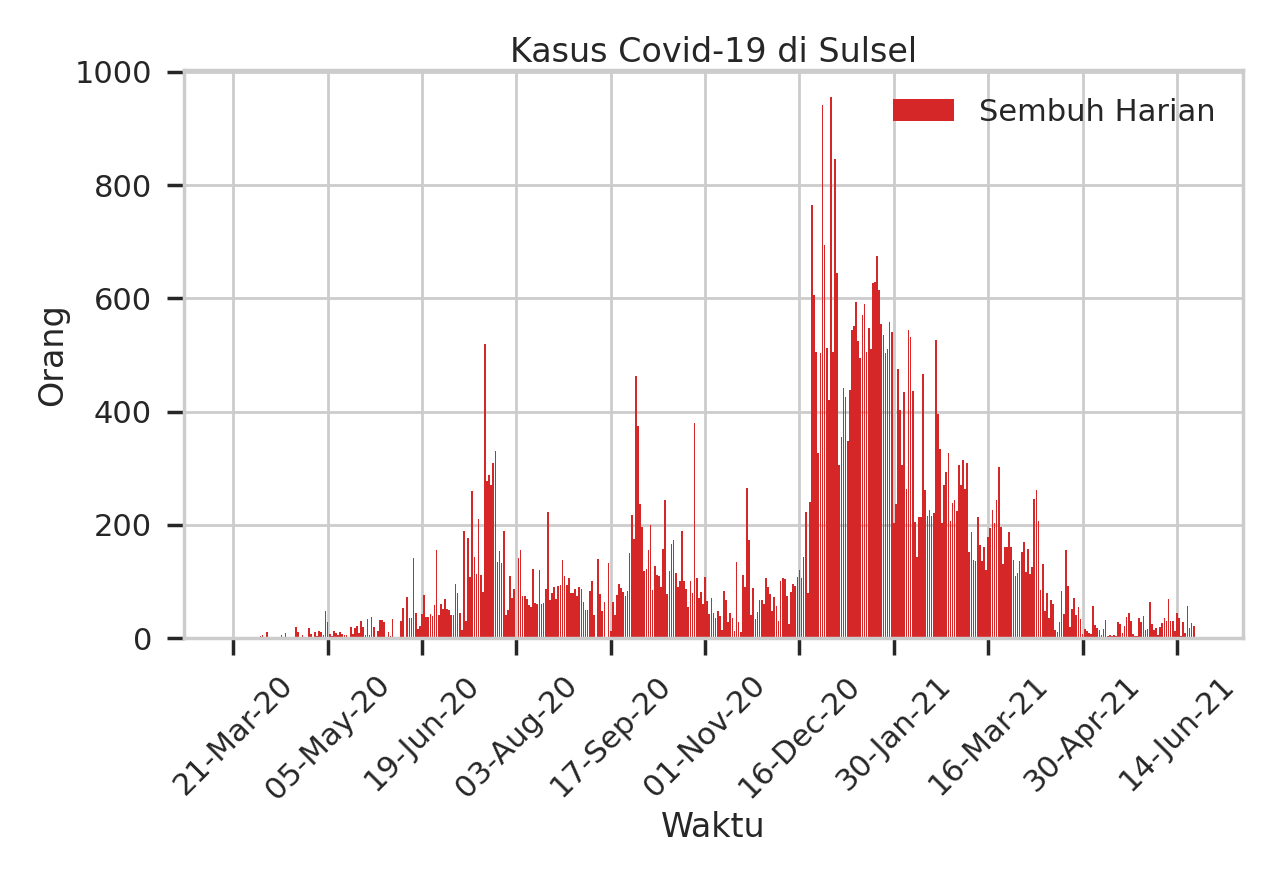 Kasus Covid-19 di Sulsel
Sembuh Harian
Orang
1000
800
600
400
200
0
21-Mar-20
05-May-20
19-Jun-20
03-Aug-20
17-Sep-20
01-Nov-20
16-Dec-20
30-Jan-21
16-Mar-21
30-Apr-21
14-Jun-21
Waktu